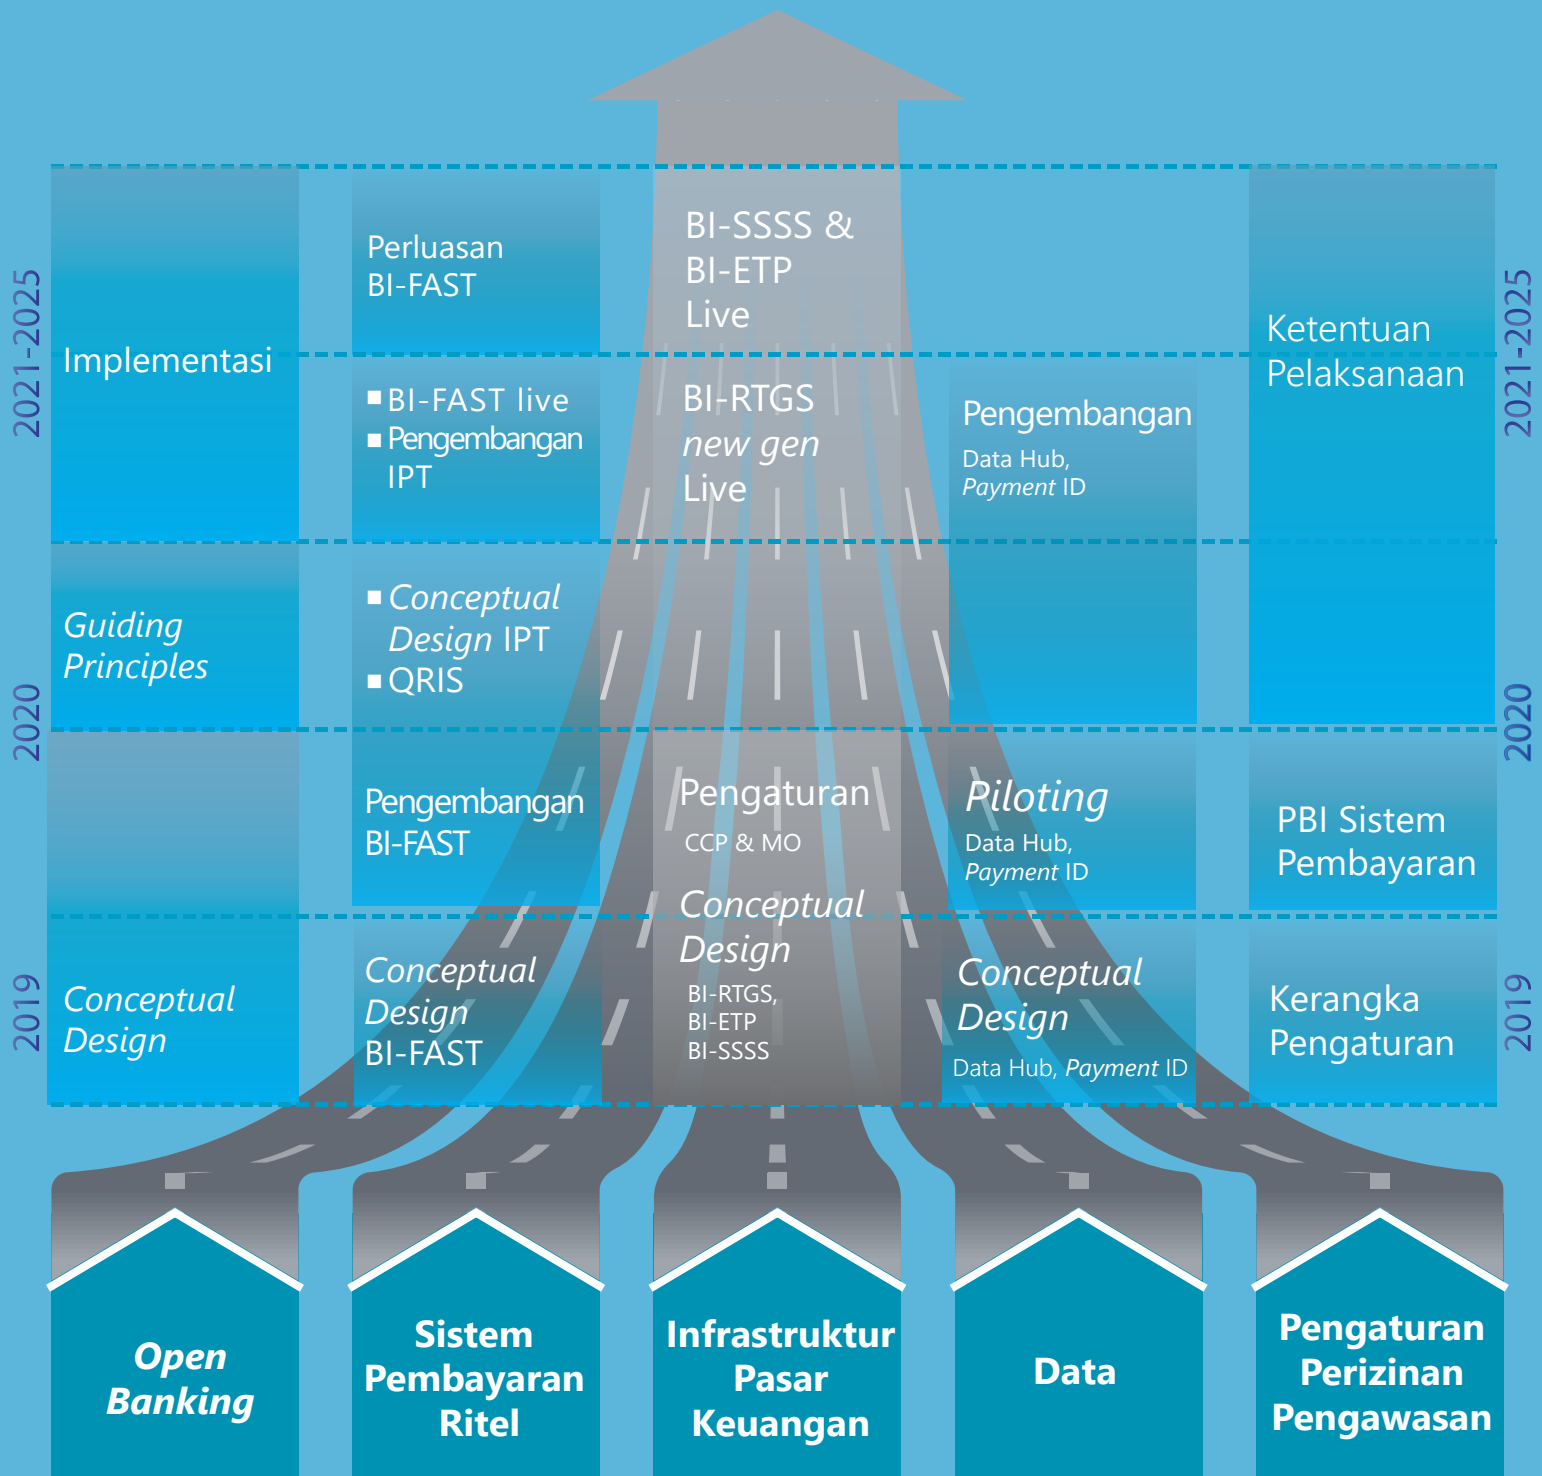 2021-2025
2020
2019
Implementasi
Guiding
Principles
Conceptual
Design
Open
Banking
Perluasan
BI-FAST
BI-FAST live
Pengembangan
IPT
Conceptual
Design IPT
QRIS
Pengembangan
BI-FAST
Conceptual
Design
BI-FAST
Sistem
Pembayaran
Ritel
BI-SSSS &
BI-ETP
Live
BI-RTGS
new gen
Live
Pengaturan
CCP & MO
Conceptual
Design
BI-RTGS,
BI-ETP
BI-SSSS
Infrastruktur
Pasar
Keuangan
Pengembangan
Data Hub,
Payment ID
Piloting
Data Hub,
Payment ID
Conceptual
Design
Data Hub, Payment ID
Data
Ketentuan
Pelaksanaan
PBI Sistem
Pembayaran
Kerangka
Pengaturan
Pengaturan
Perizinan
Pengawasan
2021-2025
2020
2019